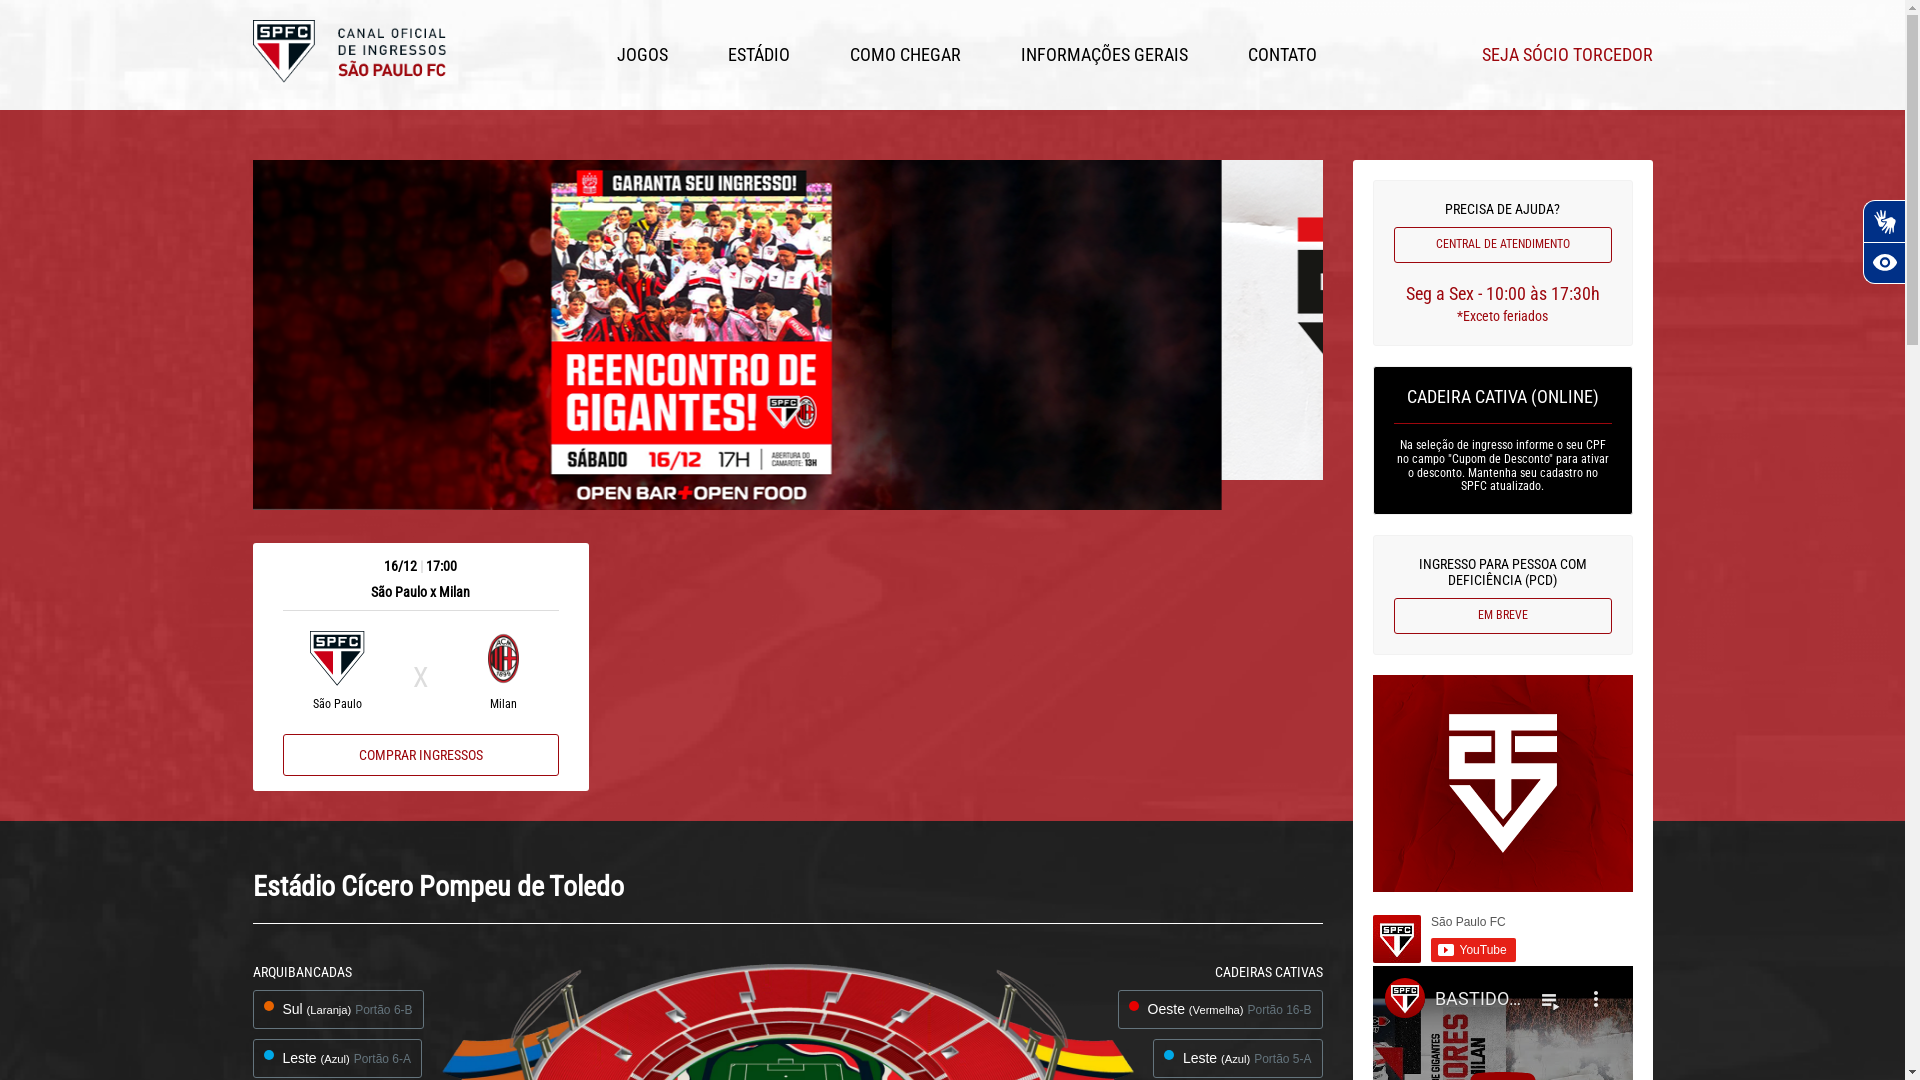 SPFC
CANAL OFICIAL
DE INGRESSOS
SÃO PAULO FC
JOGOS
ESTÁDIO
COMO CHEGAR
INFORMAÇÕES GERAIS
CONTATO
SEJA SÓCIO TORCEDOR
GARANTA SEU INGRESSO!
REENCONTRO DE
GIGANTES!
SPFC
SÁBADO 16/12 17H
ABERTURA DO
CAMAROTE: 13H
OPEN BAR+OPEN FOOD
PRECISA DE AJUDA?
CENTRAL DE ATENDIMENTO
Seg a Sex - 10:00 às 17:30h
*Exceto feriados
CADEIRA CATIVA (ONLINE)
Na seleção de ingresso informe o seu CPF
no campo "Cupom de Desconto" para ativar
o desconto. Mantenha seu cadastro no
SPFC atualizado.
INGRESSO PARA PESSOA COM
DEFICIÊNCIA (PCD)
EM BREVE
16/12 | 17:00
São Paulo x Milan
SPFC
X
São Paulo
Milan
COMPRAR INGRESSOS
Estádio Cícero Pompeu de Toledo
ARQUIBANCADAS
Sul (Laranja) Portão 6-B
Leste (Azul) Portão 6-A
CADEIRAS CATIVAS
Oeste (Vermelha) Portão 16-B
Leste (Azul) Portão 5-A
SPFC
São Paulo FC
YouTube
SPFC
BASTIDO...